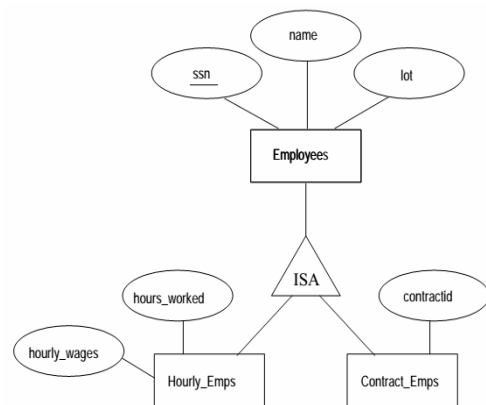 name
ssn
lot
Employees
ISA
hours_worked
contractid
hourly_wages
Hourly_Emps
Contract_Emps